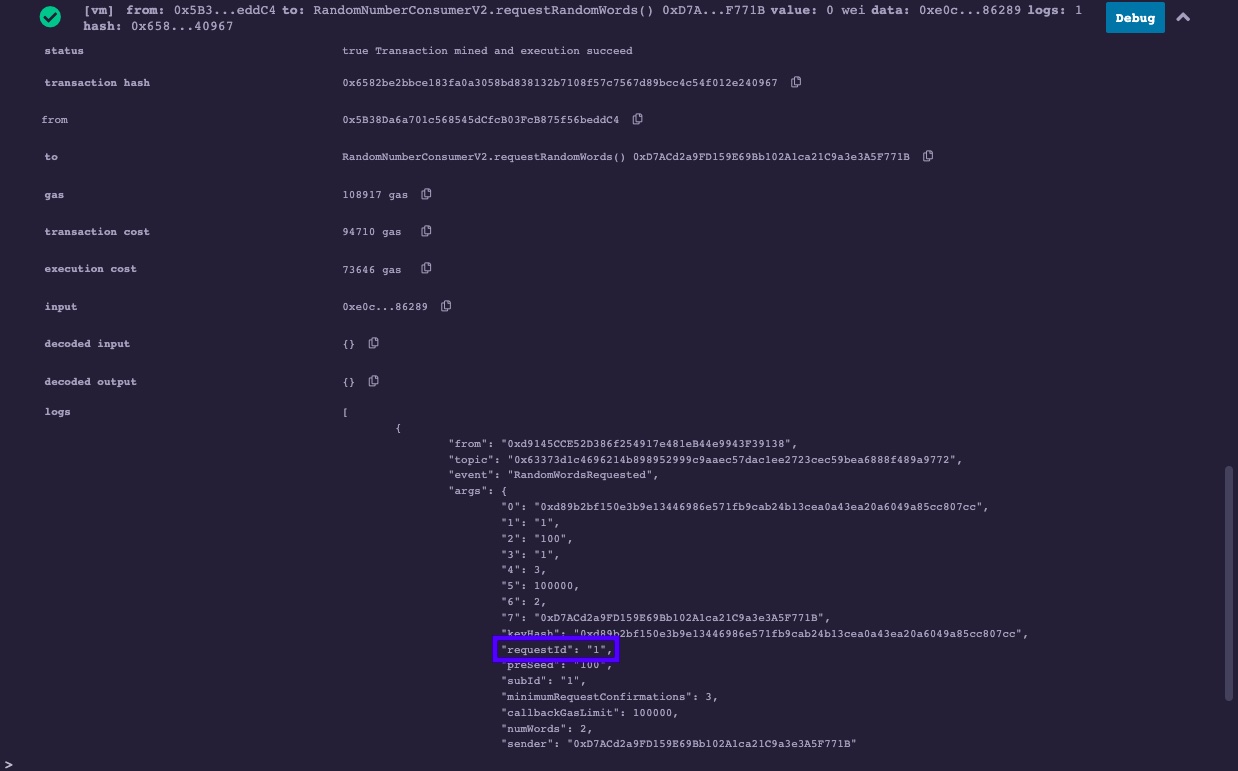 [vm] from: 0x5B3...eddC4 to: RandomNumberConsumerV2.requestRandomWords() 0xD7A...F771B value: 0 wei data: 0xe0c...86289 logs: 1
hash: 0x658...40967
Debug
status true Transaction mined and execution succeed
transaction hash 0x6582be2bbce183fa0a3058bd838132b7108f57c7567d89bcc4c54f012e240967
from 0x5B38Da6a701c568545dCfcB03FcB875f56beddC4
to RandomNumberConsumerV2.requestRandomWords() 0xD7ACd2a9FD159E69Bb102A1ca21C9a3e3A5F771B
gas 108917 gas
transaction cost 94710 gas
execution cost 73646 gas
input 0xe0c...86289
decoded input {}
decoded output {}
logs [
{
"from": "0xd9145CCE52D386f254917e481eB44e9943F39138",
"topic": "0x63373d1c4696214b898952999c9aaec57dac1ee2723cec59bea6888f489a9772",
"event": "RandomWordsRequested",
"args": {
"0": "0xd89b2bf150e3b9e13446986e571fb9cab24b13cea0a43ea20a6049a85cc807cc",
"1": "1",
"2": "100",
"3": "1",
"4": 3,
"5": 100000,
"6": 2,
"7": "0xD7ACd2a9FD159E69Bb102A1ca21C9a3e3A5F771B",
"keyHash": "0xd89b2bf150e3b9e13446986e571fb9cab24b13cea0a43ea20a6049a85cc807cc",
"requestId": "1",
"preSeed": "100",
"subId": "1",
"minimumRequestConfirmations": 3,
"callbackGasLimit": 100000,
"numWords": 2,
"sender": "0xD7ACd2a9FD159E69Bb102A1ca21C9a3e3A5F771B"
>